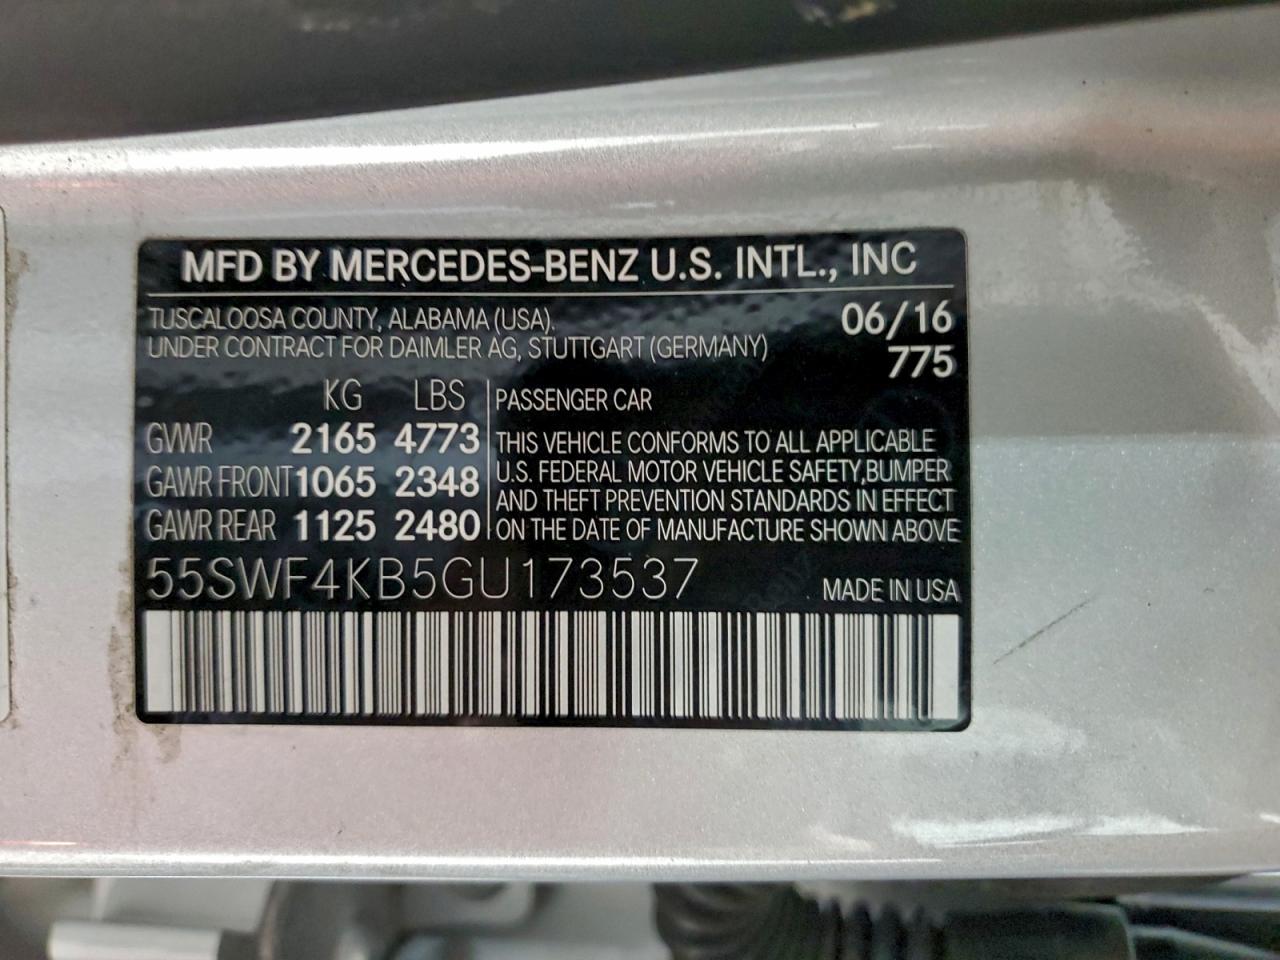 MFD BY MERCEDES-BENZ U.S. INTL., INC
TUSCALOOSA COUNTY, ALABAMA (USA).
UNDER CONTRACT FOR DAIMLER AG, STUTTGART (GERMANY)
06/16
775
KG LBS
GVWR 2165 4773
GAWR FRONT 1065 2348
GAWR REAR 1125 2480
PASSENGER CAR
THIS VEHICLE CONFORMS TO ALL APPLICABLE
U.S. FEDERAL MOTOR VEHICLE SAFETY, BUMPER
AND THEFT PREVENTION STANDARDS IN EFFECT
ON THE DATE OF MANUFACTURE SHOWN ABOVE
55SWF4KB5GU173537
MADE IN USA